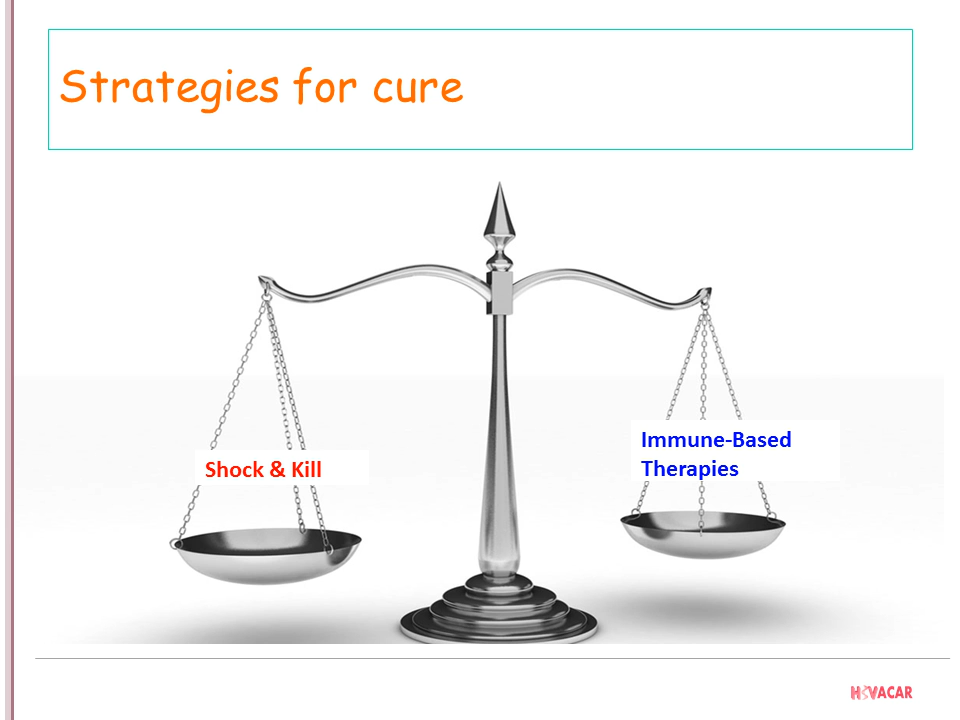 Strategies for cure
Immune-Based
Therapies
Shock & Kill
HIVACAR